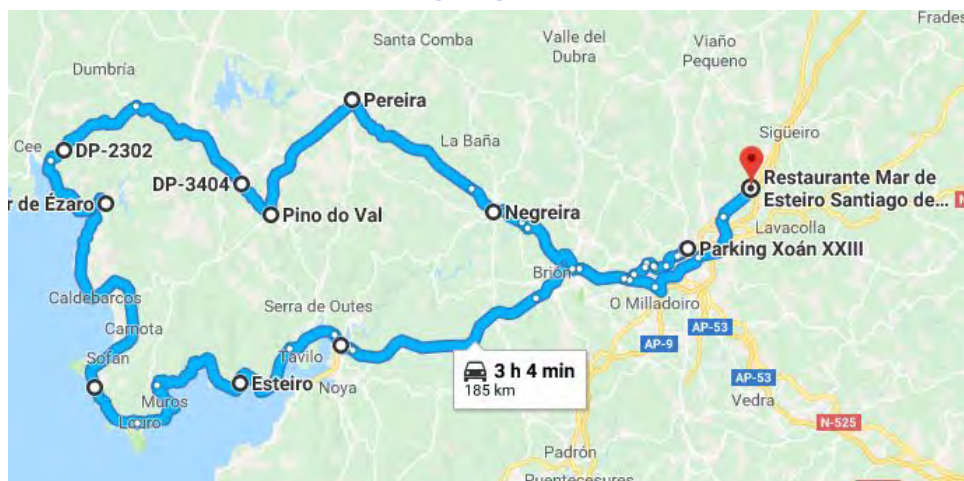 Frades
Santa Comba
Valle del
Dubra
Viaño
Pequeno
Dumbría
Pereira
Sigüeiro
La Baña
Cee
DP-2302
DP-3404
Restaurante Mar de
Esteiro Santiago de...
r de Ézaro
Pino do Val
Negreira
Lavacolla
Parking Xoán XXIII
Brión
Caldebarcos
O Milladoiro
Serra de Outes
Carnota
AP-53
AP-9
Sofán
Tavilo
3 h 4 min
185 km
Esteiro
Noya
AP-53
Muros
Vedra
Louro
N-525
Padrón
Puentecesures